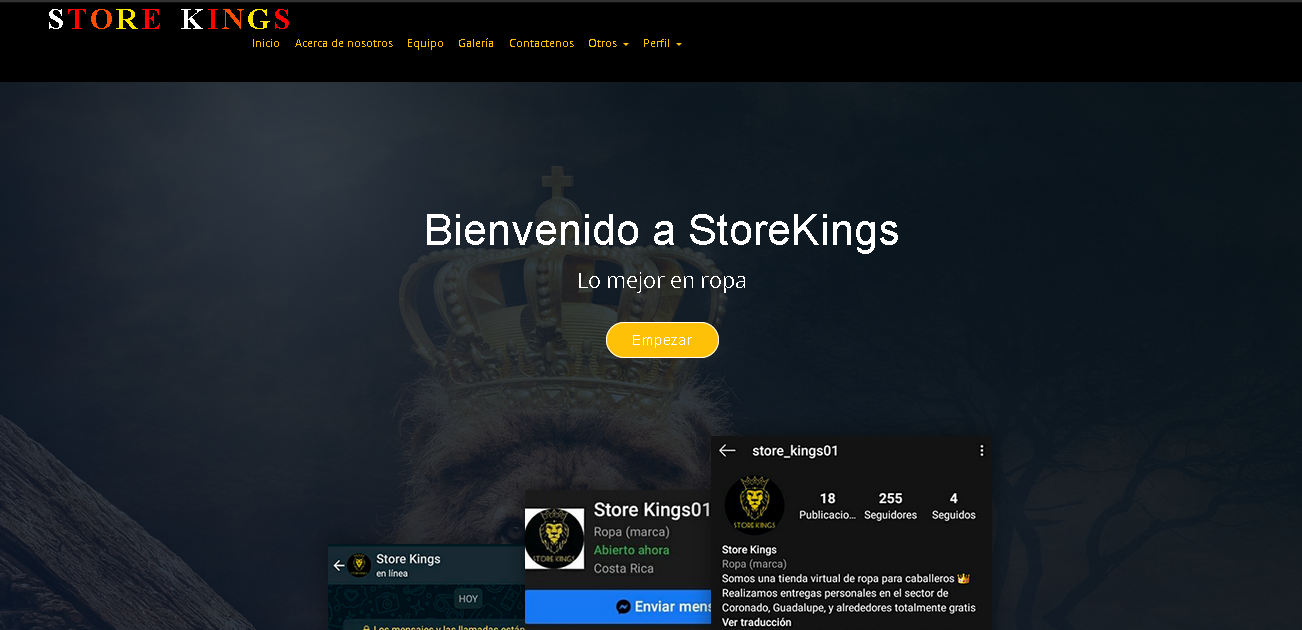 STORE KINGS
Inicio Acerca de nosotros Equipo Galería Contactenos Otros Perfil
Bienvenido a StoreKings
Lo mejor en ropa
Empezar
store_kings01
18 255 4
Publicacio... Seguidores Seguidos
STORE KINGS
Store Kings
Ropa (marca)
Somos una tienda virtual de ropa para caballeros 👑
Realizamos entregas personales en el sector de
Coronado, Guadalupe, y alrededores totalmente gratis
Ver traducción
Store Kings01
Ropa (marca)
Abierto ahora
Costa Rica
STORE KINGS
Enviar mens
Store Kings
en línea
HOY
Los mensajes y las llamadas están